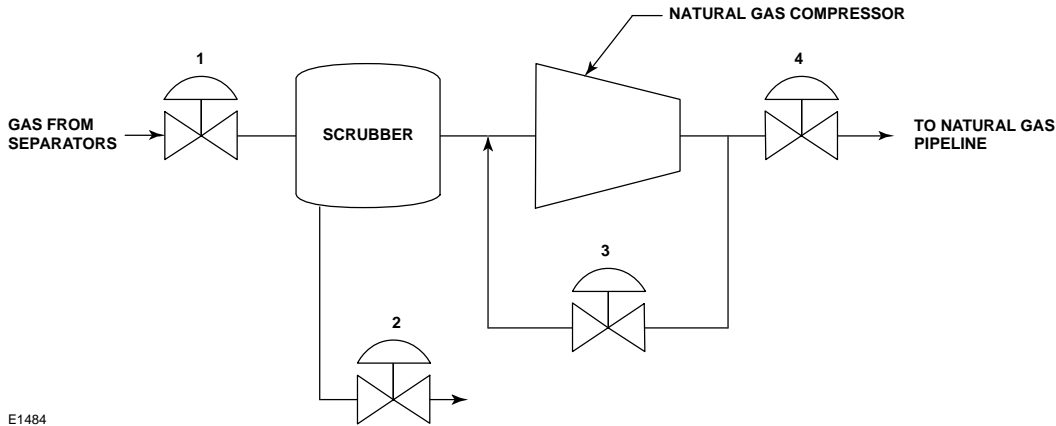 NATURAL GAS COMPRESSOR
1
4
GAS FROM
SEPARATORS
SCRUBBER
TO NATURAL GAS
PIPELINE
3
2
E1484